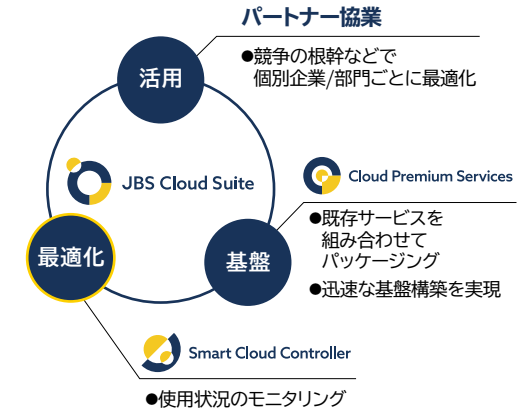 パートナー協業
●競争の根幹などで
個別企業/部門ごとに最適化
活用
JBS Cloud Suite
Cloud Premium Services
●既存サービスを
組み合わせて
パッケージング
●迅速な基盤構築を実現
最適化
基盤
Smart Cloud Controller
●使用状況のモニタリング